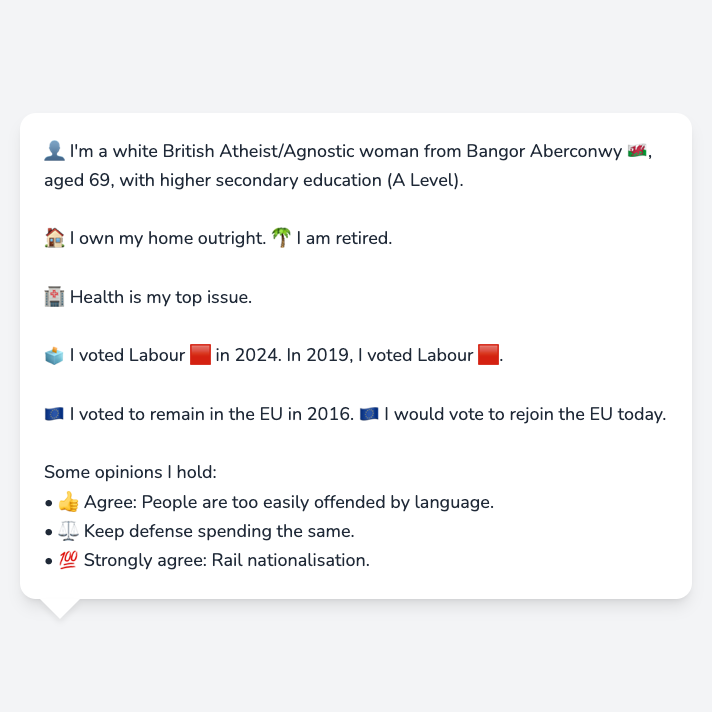 👤 I'm a white British Atheist/Agnostic woman from Bangor Aberconwy 🏴󠁧󠁢󠁷󠁬󠁳󠁿,
aged 69, with higher secondary education (A Level).
🏠 I own my home outright. 🌴 I am retired.
🏥 Health is my top issue.
🗳️ I voted Labour 🟥 in 2024. In 2019, I voted Labour 🟥.
🇪🇺 I voted to remain in the EU in 2016. 🇪🇺 I would vote to rejoin the EU today.
Some opinions I hold:
• 👍 Agree: People are too easily offended by language.
• ⚖️ Keep defense spending the same.
• 💯 Strongly agree: Rail nationalisation.